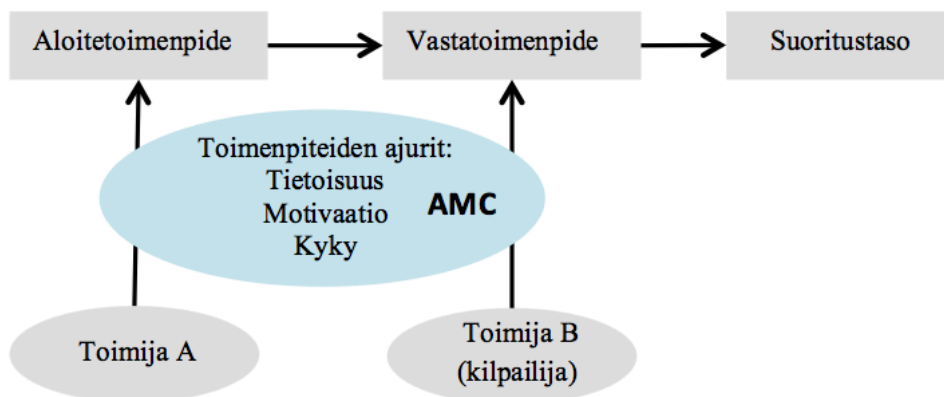 Aloitetoimenpide
Vastatoimenpide
Suoritustaso
Toimenpiteiden ajurit:
Tietoisuus
Motivaatio
Kyky
AMC
Toimija A
Toimija B
(kilpailija)